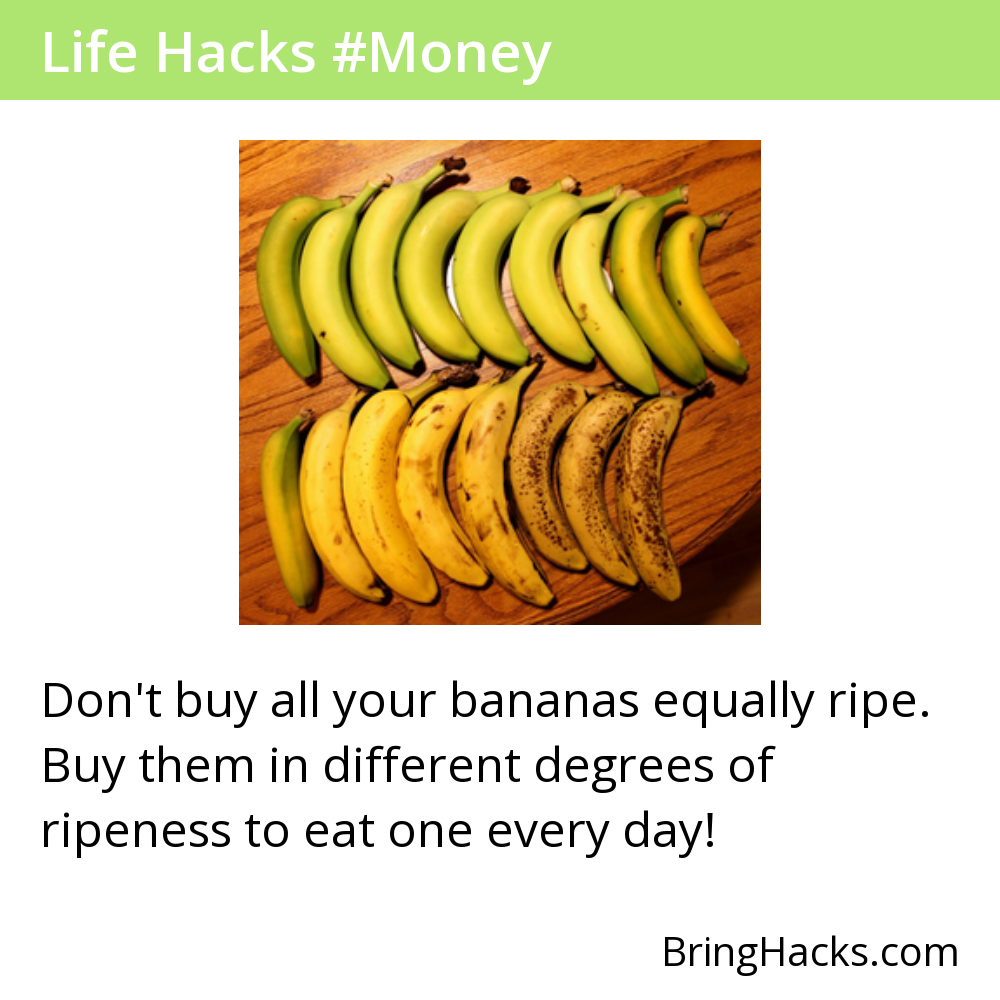 Life Hacks #Money
Don't buy all your bananas equally ripe.
Buy them in different degrees of
ripeness to eat one every day!
BringHacks.com